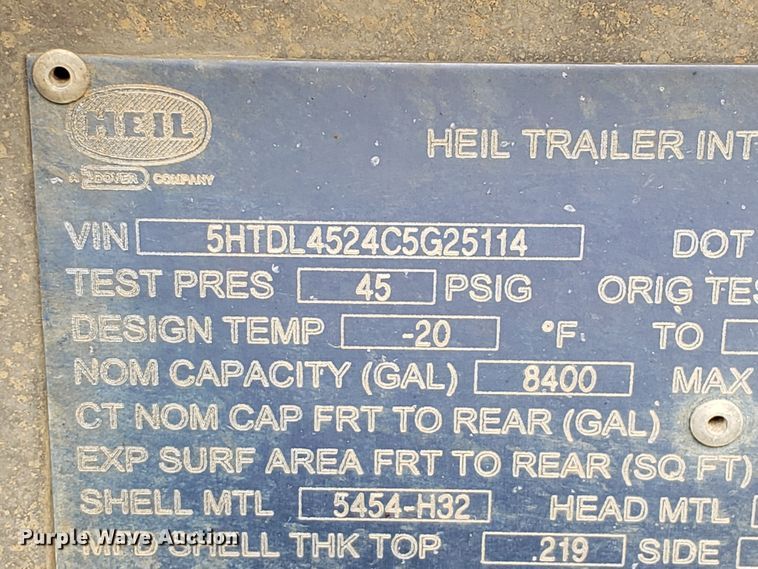 HEIL
A DOVER COMPANY
HEIL TRAILER INT
VIN 5HTDL4524C5G25114 DOT
TEST PRES 45 PSIG ORIG TES
DESIGN TEMP -20 °F TO
NOM CAPACITY (GAL) 8400 MAX
CT NOM CAP FRT TO REAR (GAL)
EXP SURF AREA FRT TO REAR (SQ FT)
SHELL MTL 5454-H32 HEAD MTL
MFD SHELL THK TOP .219 SIDE
Purple Wave Auction